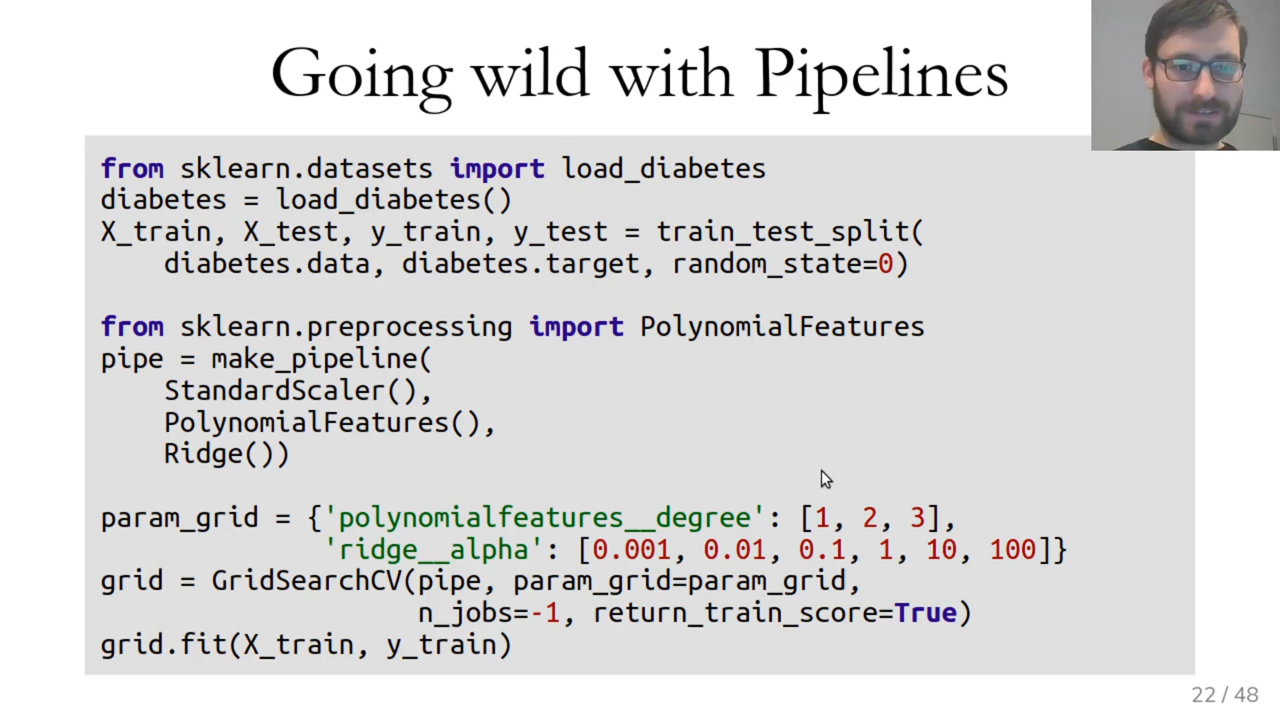 Going wild with Pipelines
from sklearn.datasets import load_diabetes
diabetes = load_diabetes()
X_train, X_test, y_train, y_test = train_test_split(
    diabetes.data, diabetes.target, random_state=0)
from sklearn.preprocessing import PolynomialFeatures
pipe = make_pipeline(
    StandardScaler(),
    PolynomialFeatures(),
    Ridge())
param_grid = {'polynomialfeatures__degree': [1, 2, 3],
              'ridge__alpha': [0.001, 0.01, 0.1, 1, 10, 100]}
grid = GridSearchCV(pipe, param_grid=param_grid,
                    n_jobs=-1, return_train_score=True)
grid.fit(X_train, y_train)
22 / 48